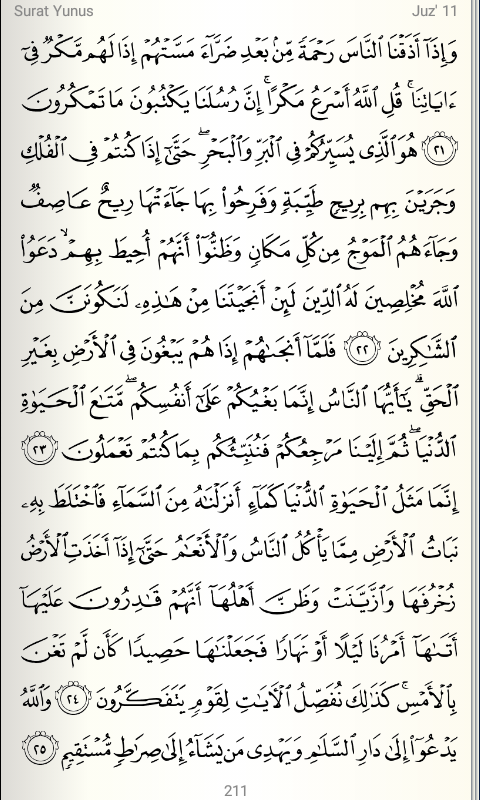 Surat Yunus Juz' 11
وَإِذَآ أَذَقْنَا ٱلنَّاسَ رَحْمَةً مِّنۢ بَعْدِ ضَرَّآءَ مَسَّتْهُمْ إِذَا لَهُم مَّكْرٌ فِىٓ
ءَايَاتِنَا ۚ قُلِ ٱللَّهُ أَسْرَعُ مَكْرًا ۚ إِنَّ رُسُلَنَا يَكْتُبُونَ مَا تَمْكُرُونَ
٢١ هُوَ ٱلَّذِى يُسَيِّرُكُمْ فِى ٱلْبَرِّ وَٱلْبَحْرِ ۖ حَتَّىٰٓ إِذَا كُنتُمْ فِى ٱلْفُلْكِ
وَجَرَيْنَ بِهِم بِرِيحٍ طَيِّبَةٍ وَفَرِحُوا۟ بِهَا جَآءَتْهَا رِيحٌ عَاصِفٌ
وَجَآءَهُمُ ٱلْمَوْجُ مِن كُلِّ مَكَانٍ وَظَنُّوٓا۟ أَنَّهُمْ أُحِيطَ بِهِمْ ۙ دَعَوُا۟
ٱللَّهَ مُخْلِصِينَ لَهُ ٱلدِّينَ لَئِنْ أَنجَيْتَنَا مِنْ هَـٰذِهِۦ لَنَكُونَنَّ مِنَ
ٱلشَّـٰكِرِينَ ٢٢ فَلَمَّآ أَنجَىٰهُمْ إِذَا هُمْ يَبْغُونَ فِى ٱلْأَرْضِ بِغَيْرِ
ٱلْحَقِّ ۗ يَـٰٓأَيُّهَا ٱلنَّاسُ إِنَّمَا بَغْيُكُمْ عَلَىٰٓ أَنفُسِكُم ۖ مَّتَـٰعَ ٱلْحَيَوٰةِ
ٱلدُّنْيَا ۖ ثُمَّ إِلَيْنَا مَرْجِعُكُمْ فَنُنَبِّئُكُم بِمَا كُنتُمْ تَعْمَلُونَ ٢٣
إِنَّمَا مَثَلُ ٱلْحَيَوٰةِ ٱلدُّنْيَا كَمَآءٍ أَنزَلْنَـٰهُ مِنَ ٱلسَّمَآءِ فَٱخْتَلَطَ بِهِۦ
نَبَاتُ ٱلْأَرْضِ مِمَّا يَأْكُلُ ٱلنَّاسُ وَٱلْأَنْعَـٰمُ حَتَّىٰٓ إِذَآ أَخَذَتِ ٱلْأَرْضُ
زُخْرُفَهَا وَٱزَّيَّنَتْ وَظَنَّ أَهْلُهَآ أَنَّهُمْ قَـٰدِرُونَ عَلَيْهَآ
أَتَىٰهَآ أَمْرُنَا لَيْلًا أَوْ نَهَارًا فَجَعَلْنَـٰهَا حَصِيدًا كَأَن لَّمْ تَغْنَ
بِٱلْأَمْسِ ۚ كَذَٰلِكَ نُفَصِّلُ ٱلْـَٔايَـٰتِ لِقَوْمٍ يَتَفَكَّرُونَ ٢٤ وَٱللَّهُ
يَدْعُوٓا۟ إِلَىٰ دَارِ ٱلسَّلَـٰمِ وَيَهْدِى مَن يَشَآءُ إِلَىٰ صِرَٰطٍ مُّسْتَقِيمٍ ٢٥
211